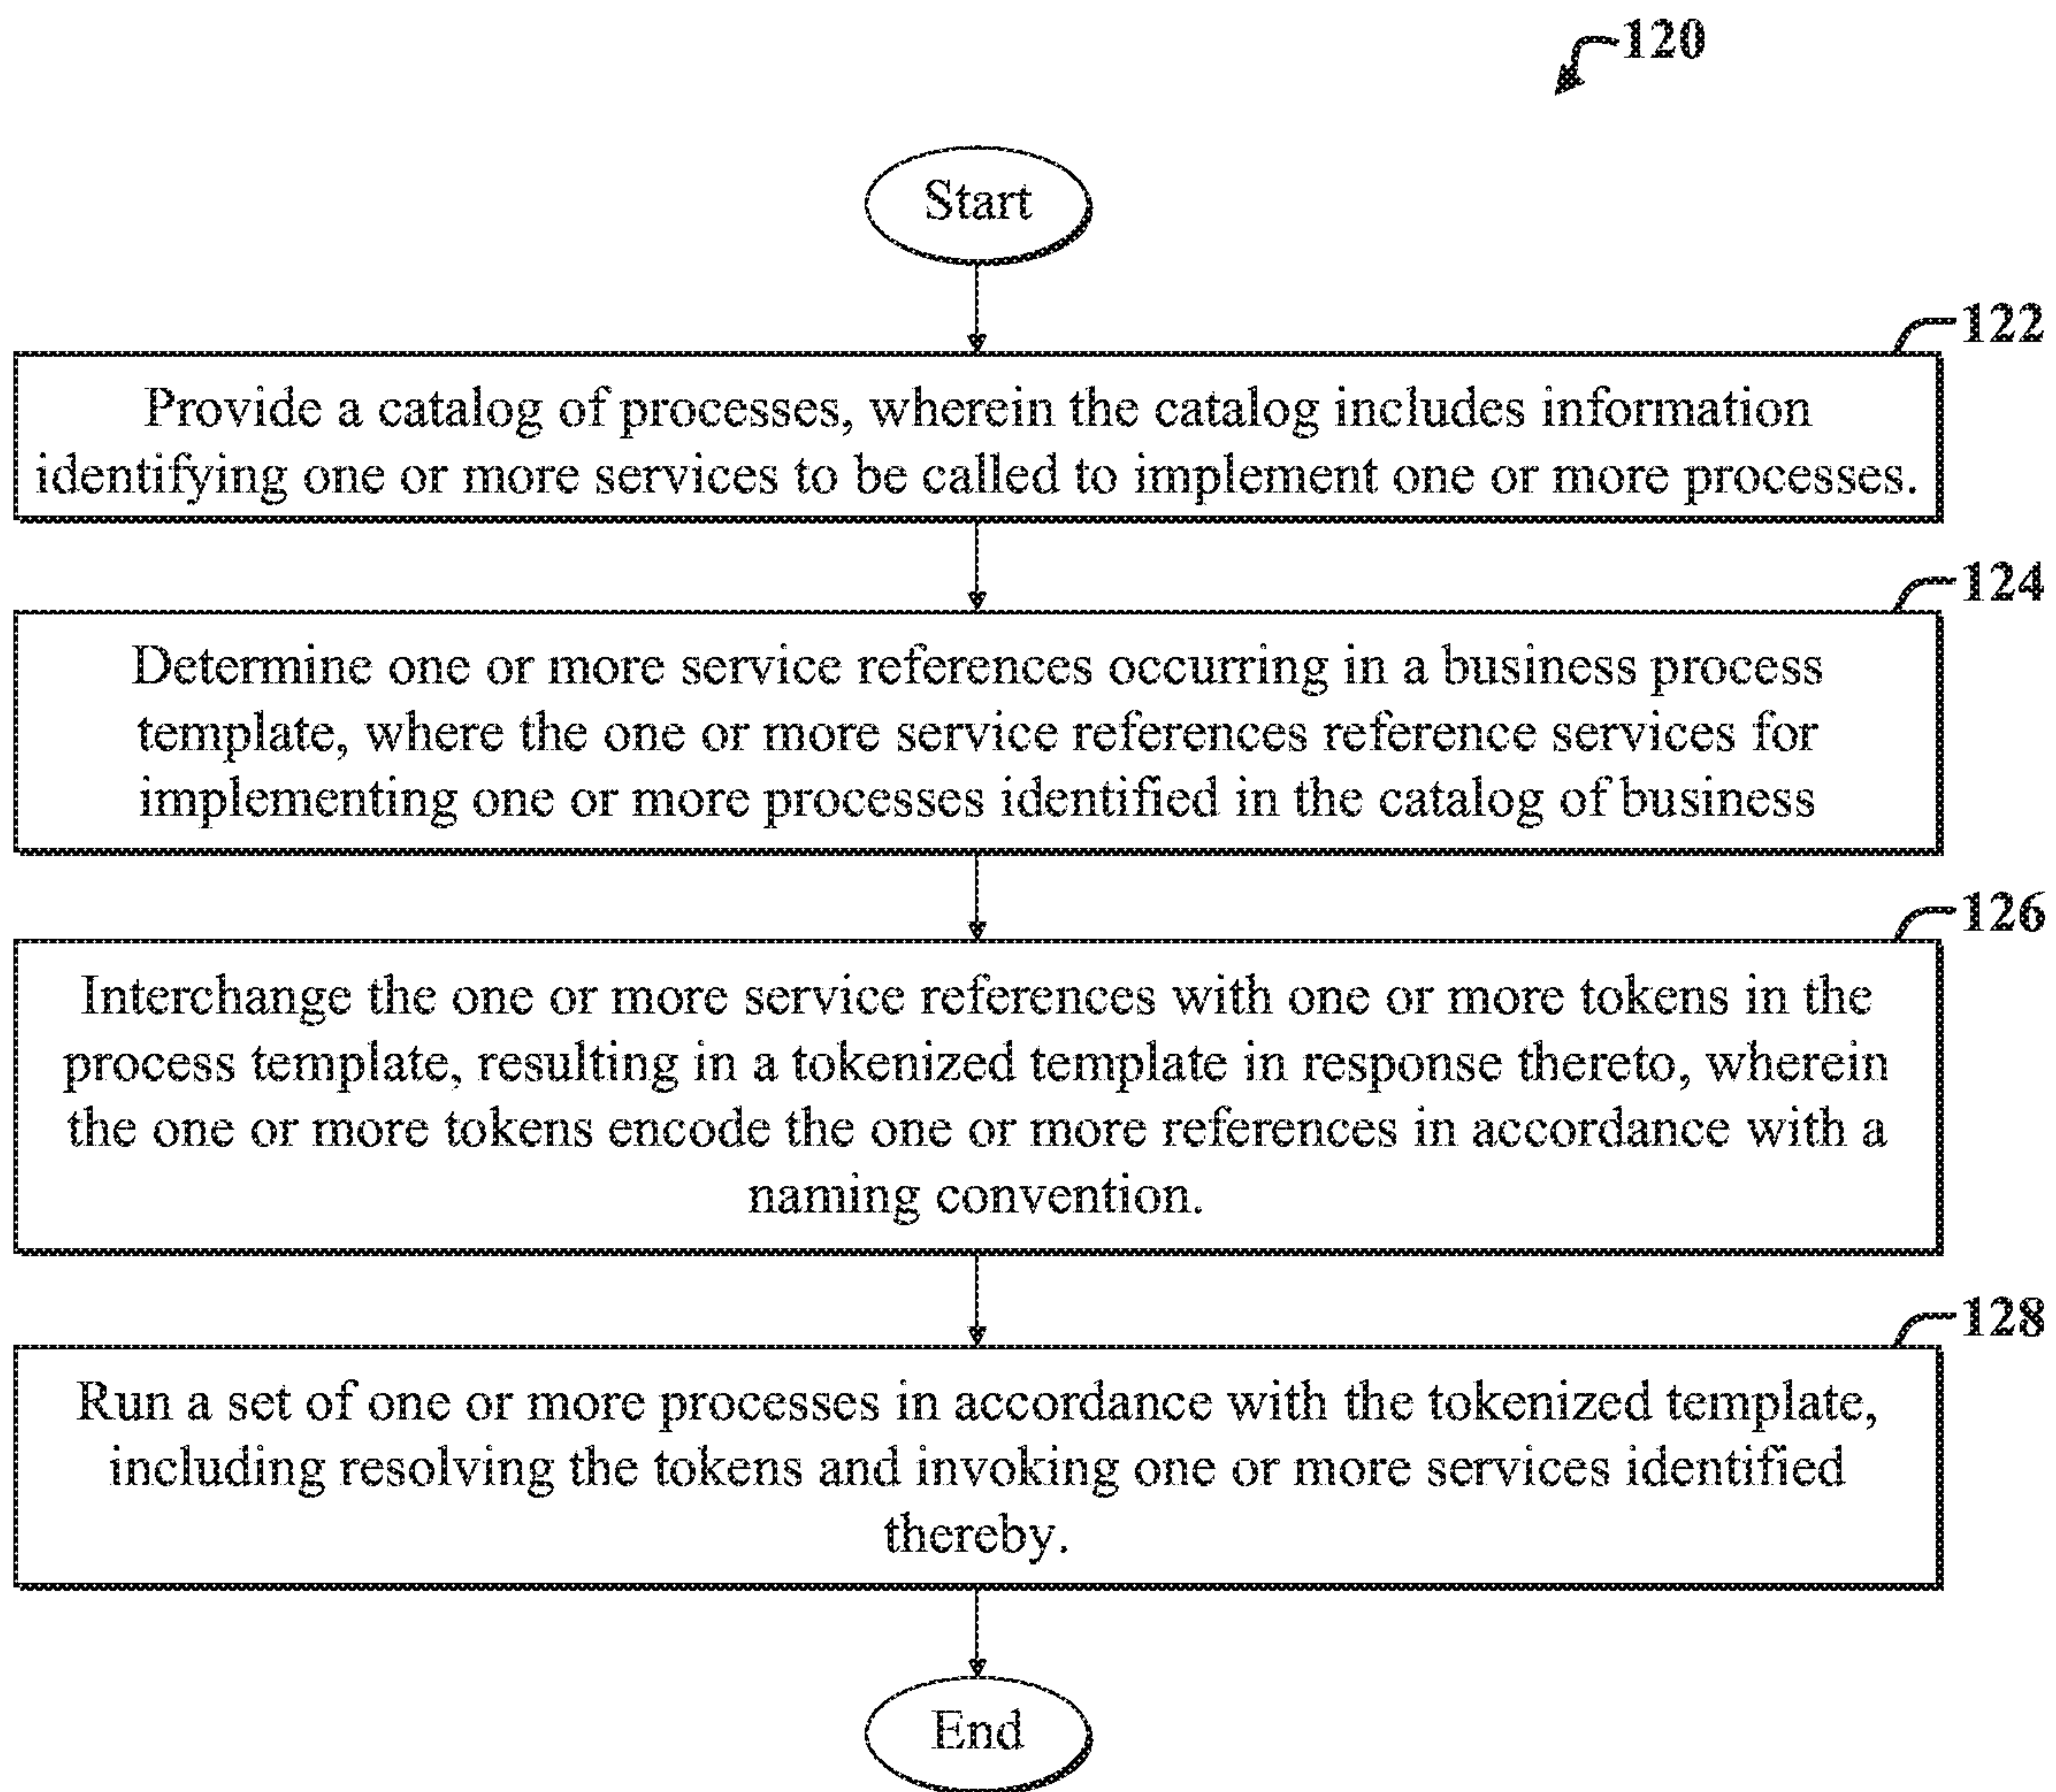 120
Start
122
Provide a catalog of processes, wherein the catalog includes information
identifying one or more services to be called to implement one or more processes.
124
Determine one or more service references occurring in a business process
template, where the one or more service references reference services for
implementing one or more processes identified in the catalog of business
126
Interchange the one or more service references with one or more tokens in the
process template, resulting in a tokenized template in response thereto, wherein
the one or more tokens encode the one or more references in accordance with a
naming convention.
128
Run a set of one or more processes in accordance with the tokenized template,
including resolving the tokens and invoking one or more services identified
thereby.
End